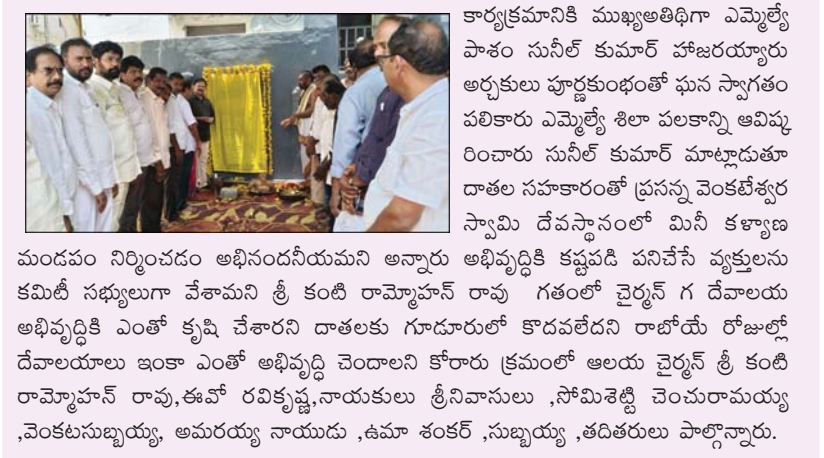 కార్యక్రమానికి ముఖ్యఅతిథిగా ఎమ్మెల్యే
పాశం సునీల్ కుమార్ హాజరయ్యారు
అర్చకులు పూర్ణకుంభంతో ఘన స్వాగతం
పలికారు ఎమ్మెల్యే శిలా పలకాన్ని ఆవిష్క
రించారు సునీల్ కుమార్ మాట్లాడుతూ
దాతల సహకారంతో ప్రసన్న వెంకటేశ్వర
స్వామి దేవస్థానంలో మినీ కళ్యాణ
మండపం నిర్మించడం అభినందనీయమని అన్నారు అభివృద్ధికి కష్టపడి పనిచేసే వ్యక్తులను
కమిటీ సభ్యులుగా వేశామని శ్రీ కంటి రామ్మోహన్ రావు గతంలో చైర్మన్ గ దేవాలయ
అభివృద్ధికి ఎంతో కృషి చేశారని దాతలకు గూడూరులో కొదవలేదని రాబోయే రోజుల్లో
దేవాలయాలు ఇంకా ఎంతో అభివృద్ధి చెందాలని కోరారు క్రమంలో ఆలయ చైర్మన్ శ్రీ కంటి
రామ్మోహన్ రావు,ఈవో రవికృష్ణ,నాయకులు శ్రీనివాసులు ,సోమిశెట్టి చెంచురామయ్య
,వెంకటసుబ్బయ్య, అమరయ్య నాయుడు ,ఉమా శంకర్ ,సుబ్బయ్య ,తదితరులు పాల్గొన్నారు.